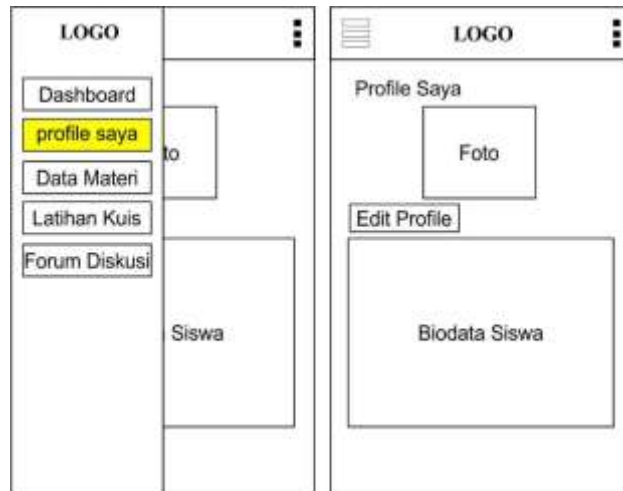 LOGO
Dashboard
profile saya
Data Materi
Latihan Kuis
Forum Diskusi
to
Siswa
LOGO
Profile Saya
Foto
Edit Profile
Biodata Siswa